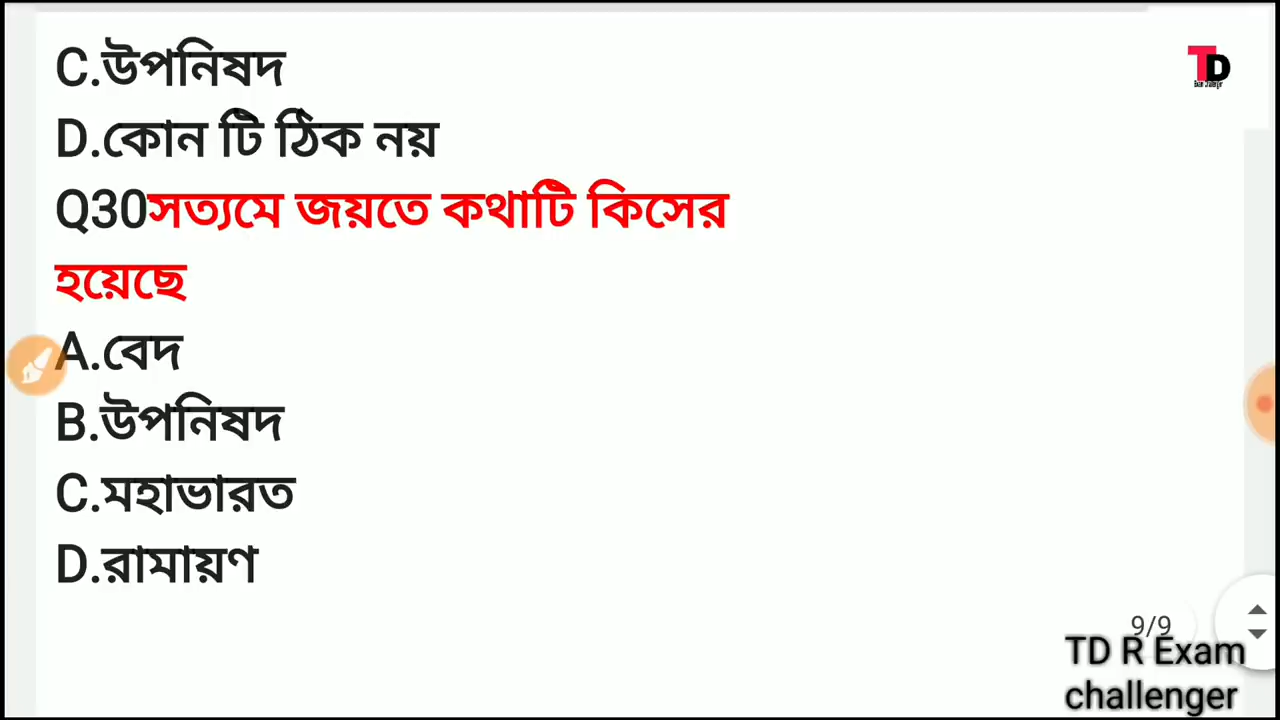 C.উপনিষদ
TD
D.কোন টি ঠিক নয়
Q30সত্যমে জয়তে কথাটি কিসের
হয়েছে
A.বেদ
B.উপনিষদ
C.মহাভারত
D.রামায়ণ
9/9
TD R Exam
challenger